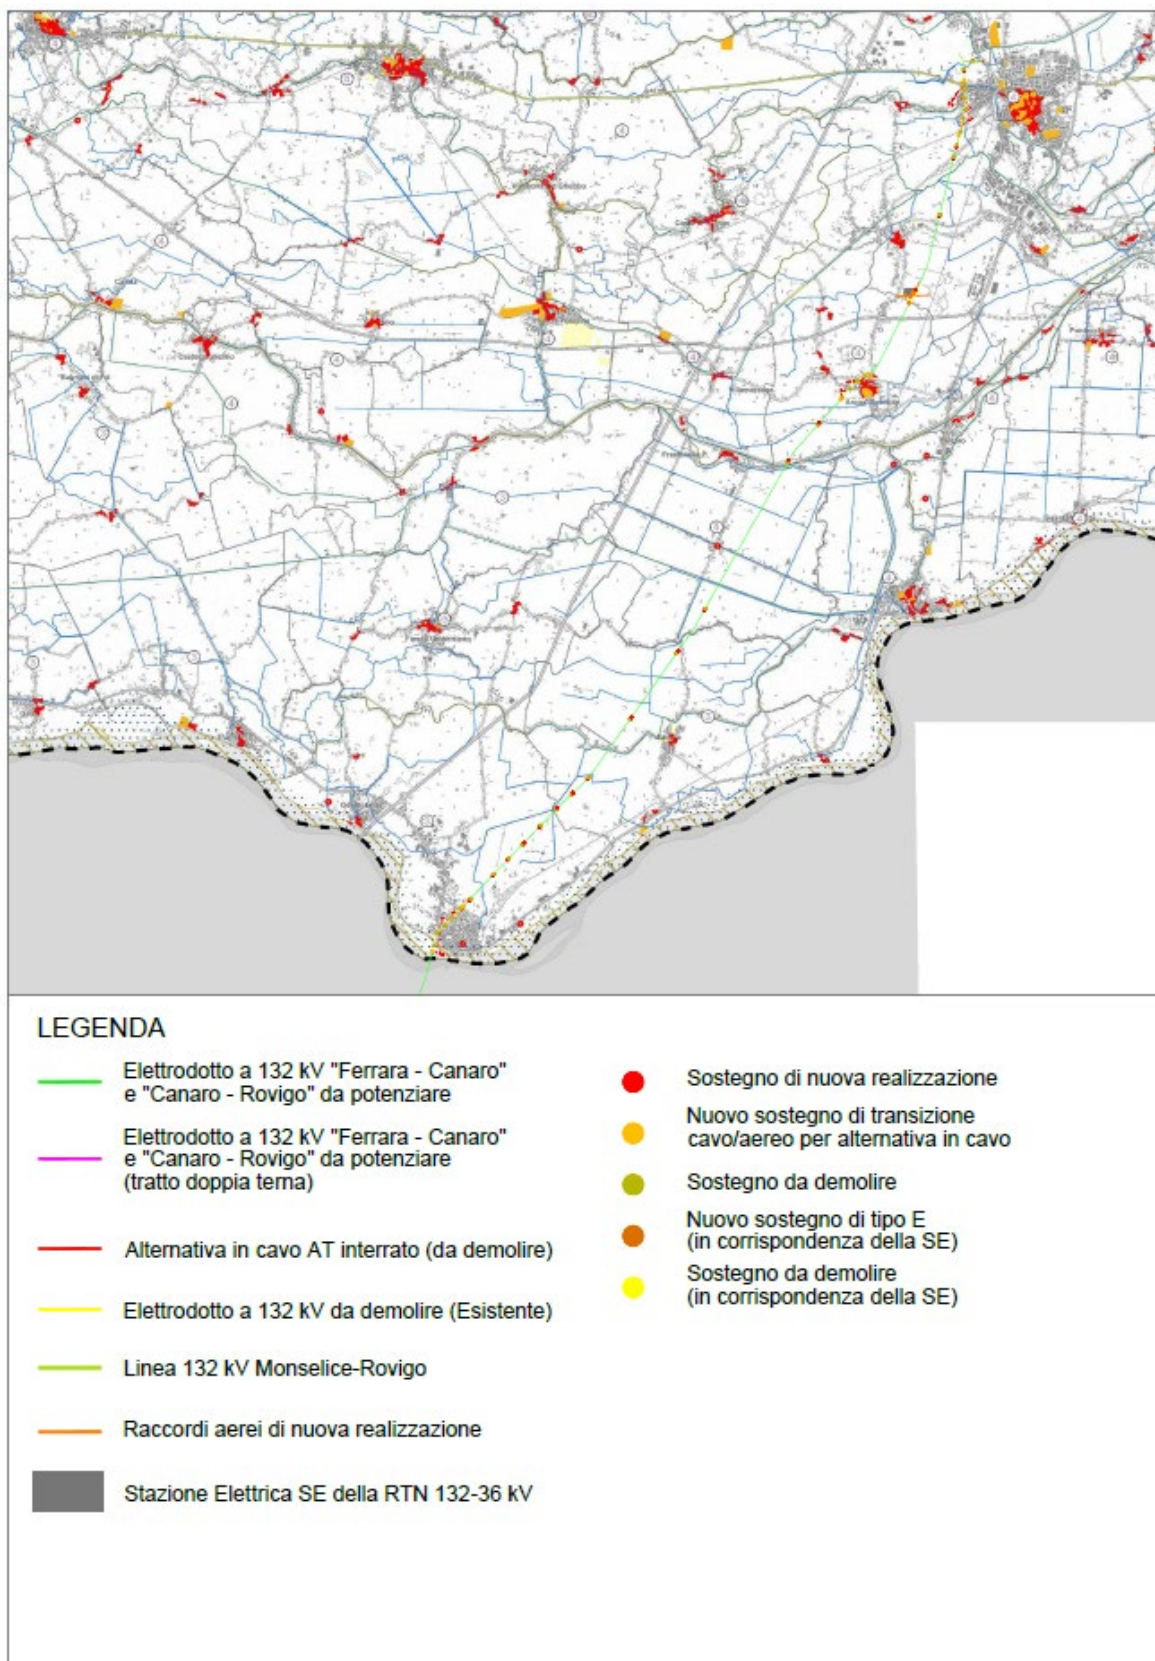 LEGENDA
Elettrodotto a 132 kV "Ferrara - Canaro"
e "Canaro - Rovigo" da potenziare
Elettrodotto a 132 kV "Ferrara - Canaro"
e "Canaro - Rovigo" da potenziare
(tratto doppia terna)
Alternativa in cavo AT interrato (da demolire)
Elettrodotto a 132 kV da demolire (Esistente)
Linea 132 kV Monselice-Rovigo
Raccordi aerei di nuova realizzazione
Stazione Elettrica SE della RTN 132-36 kV
Sostegno di nuova realizzazione
Nuovo sostegno di transizione
cavo/aereo per alternativa in cavo
Sostegno da demolire
Nuovo sostegno di tipo E
(in corrispondenza della SE)
Sostegno da demolire
(in corrispondenza della SE)